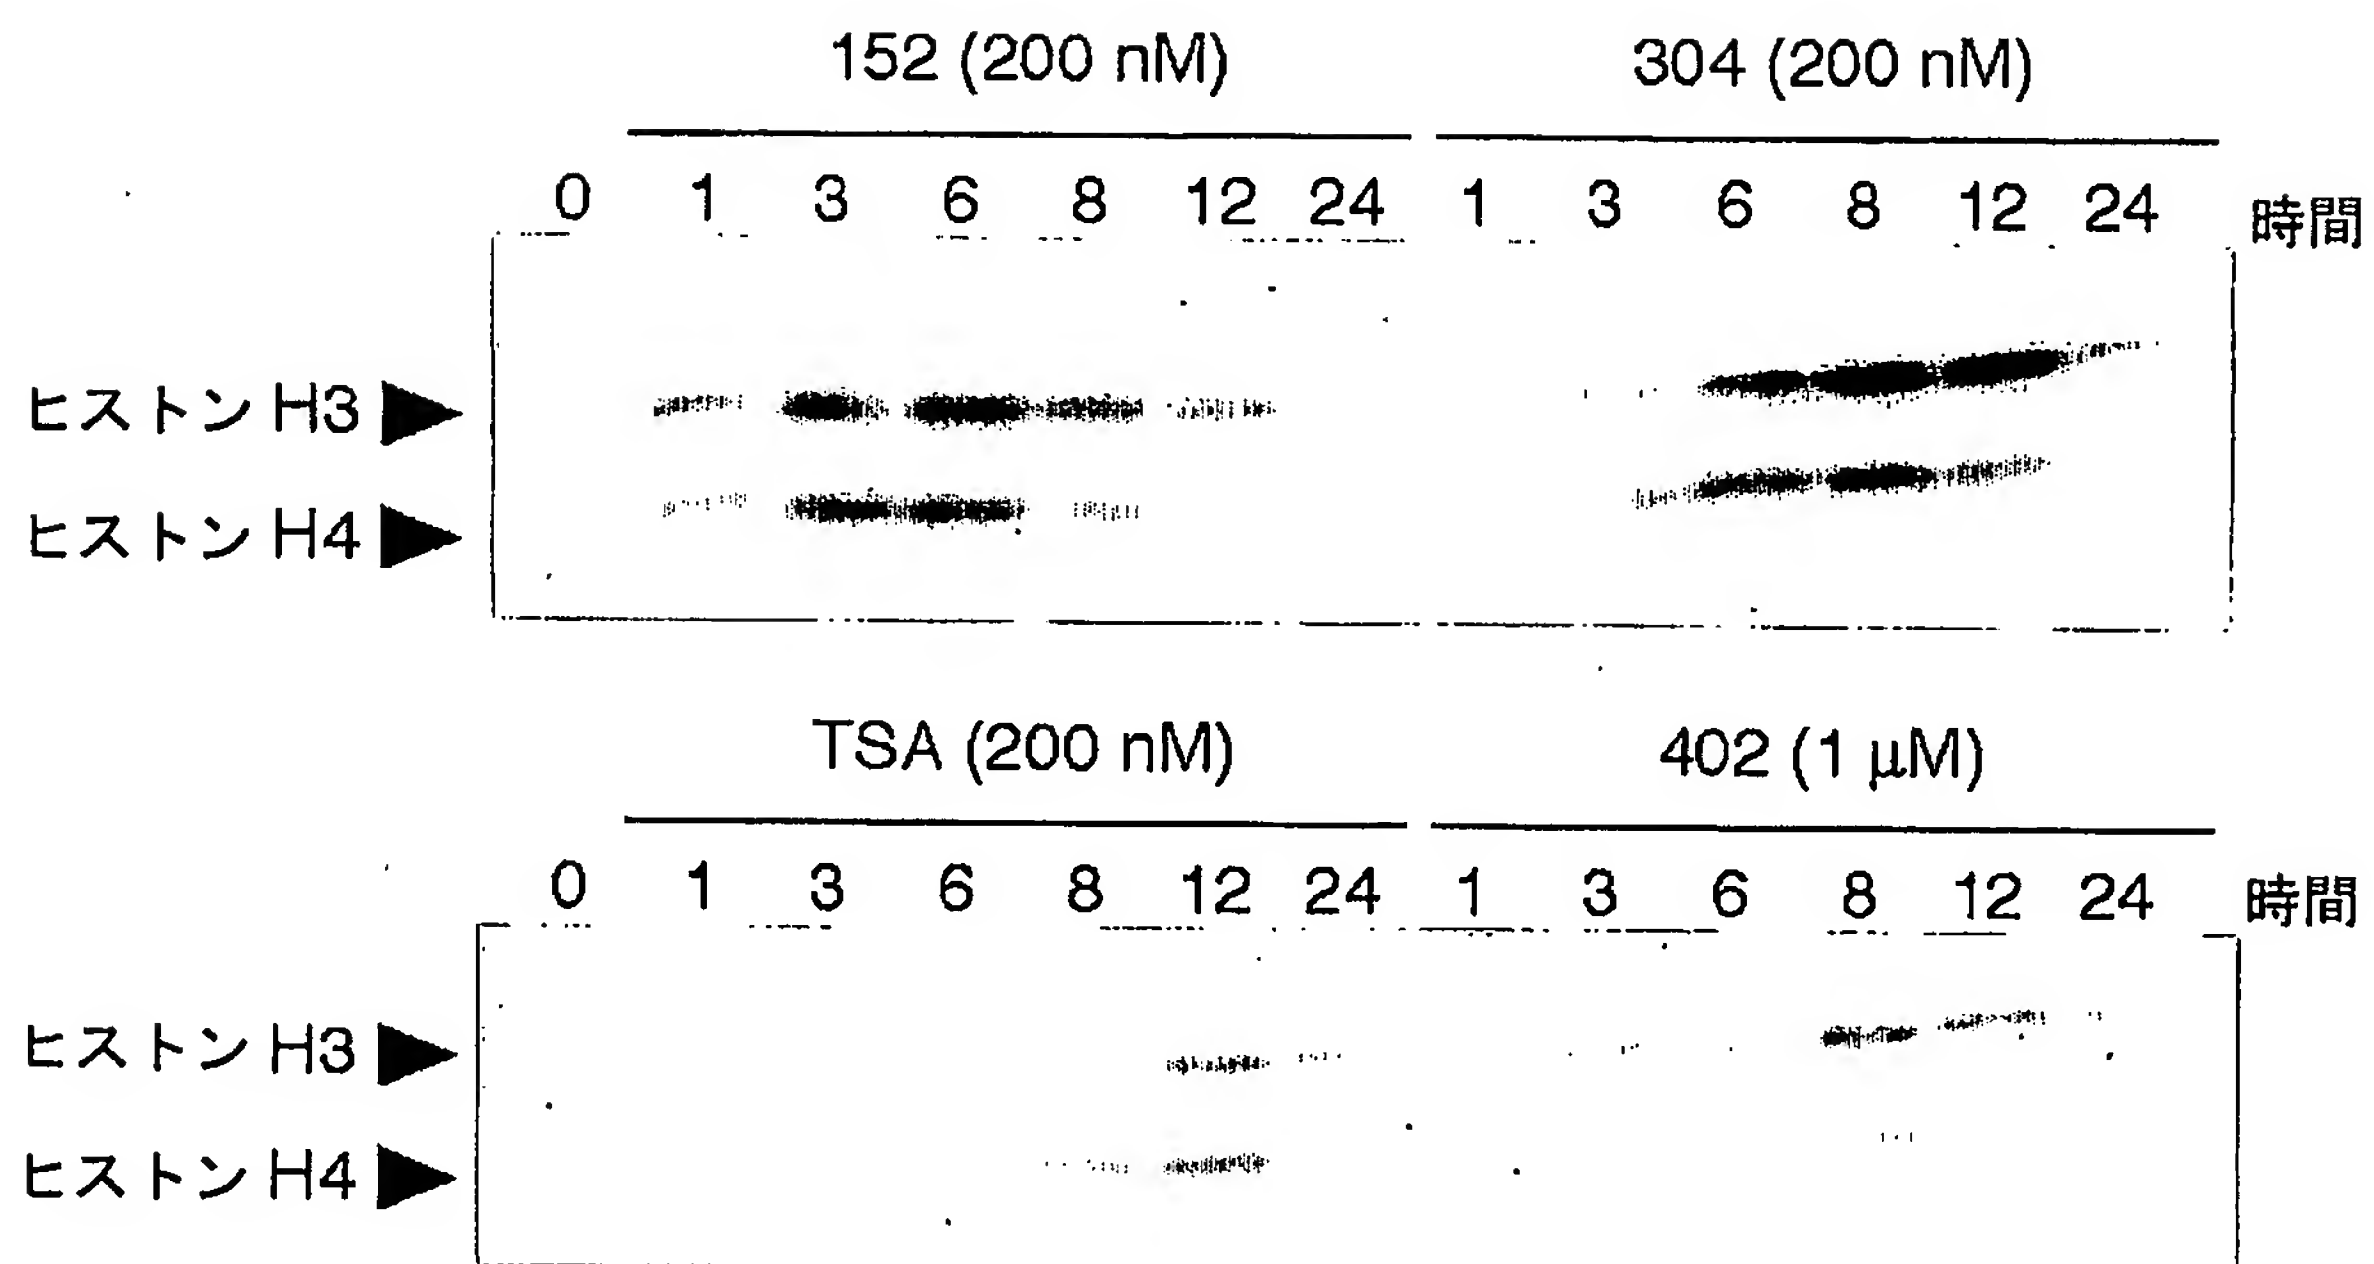 152 (200 nM) 304 (200 nM)
0 1 3 6 8 12 24 1 3 6 8 12 24 時間
ヒストン H3
ヒストン H4
TSA (200 nM) 402 (1 μM)
0 1 3 6 8 12 24 1 3 6 8 12 24 時間
ヒストン H3
ヒストン H4